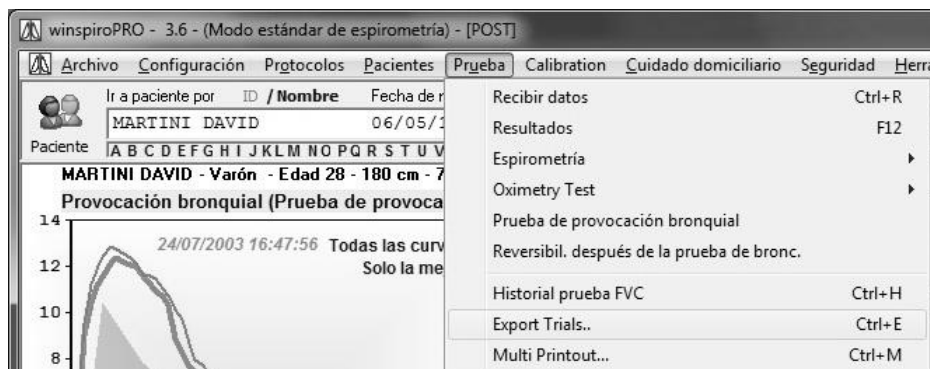 winspiroPRO - 3.6 - (Modo estándar de espirometría) - [POST]
Archivo Configuración Protocolos Pacientes Prueba Calibration Cuidado domiciliario Seguridad Herra
Ir a paciente por ID / Nombre Fecha de r
MARTINI DAVID 06/05/1
Paciente A B C D E F G H I J K L M N O P Q R S T U V
MARTINI DAVID - Varón - Edad 28 - 180 cm - 7
Provocación bronquial (Prueba de provoca
14
24/07/2003 16:47:56 Todas las curv
Solo la me
12
10
8
Recibir datos Ctrl+R
Resultados F12
Espirometría
Oximetry Test
Prueba de provocación bronquial
Reversibil. después de la prueba de bronc.
Historial prueba FVC Ctrl+H
Export Trials.. Ctrl+E
Multi Printout... Ctrl+M